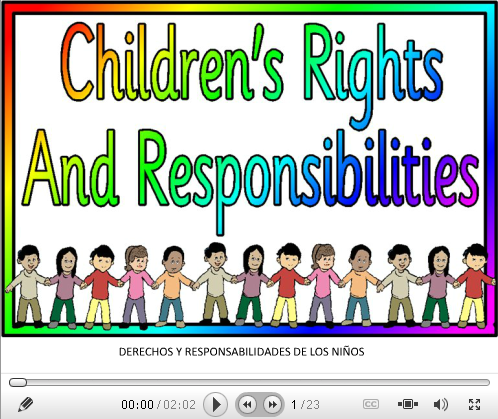 Children's Rights
And Responsibilities
DERECHOS Y RESPONSABILIDADES DE LOS NIÑOS
00:00 / 02:02 1 / 23 CC